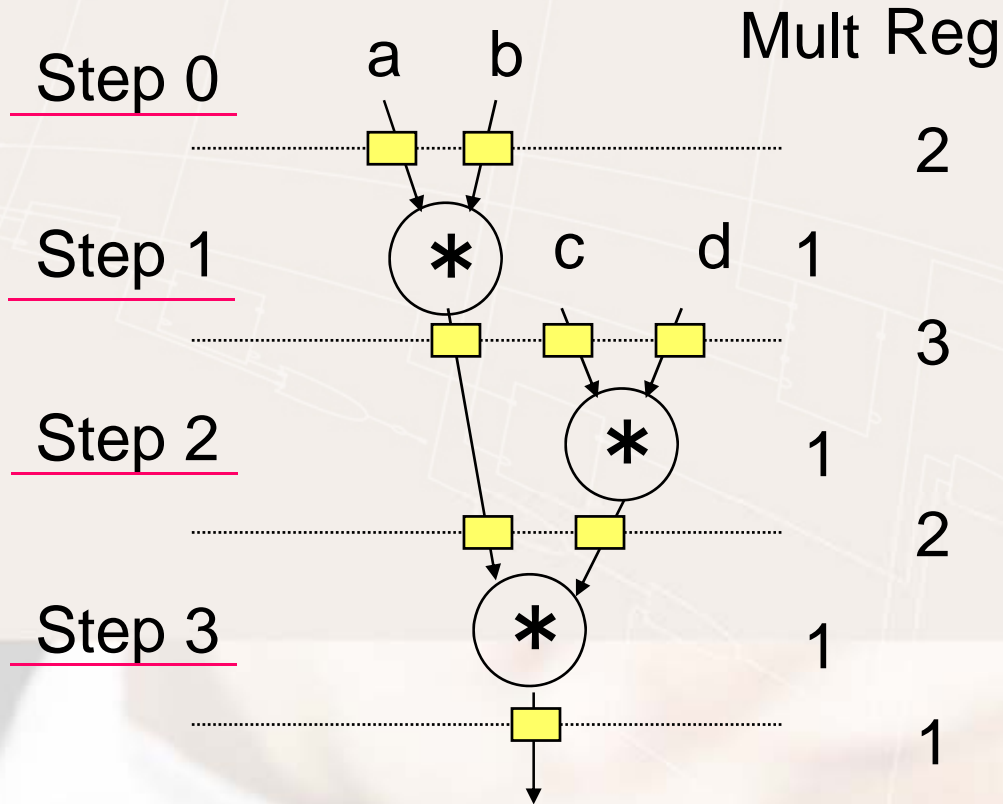 Mult Reg
Step 0 a b
2
Step 1 * c d 1
3
Step 2 * 1
2
Step 3 * 1
1